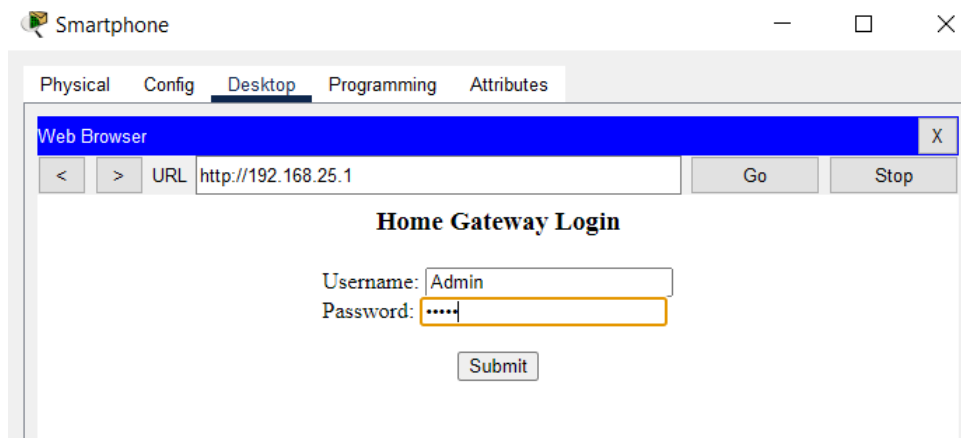 Smartphone
Physical Config Desktop Programming Attributes
Web Browser X
< > URL http://192.168.25.1 Go Stop
Home Gateway Login
Username: Admin
Password: •••••
Submit